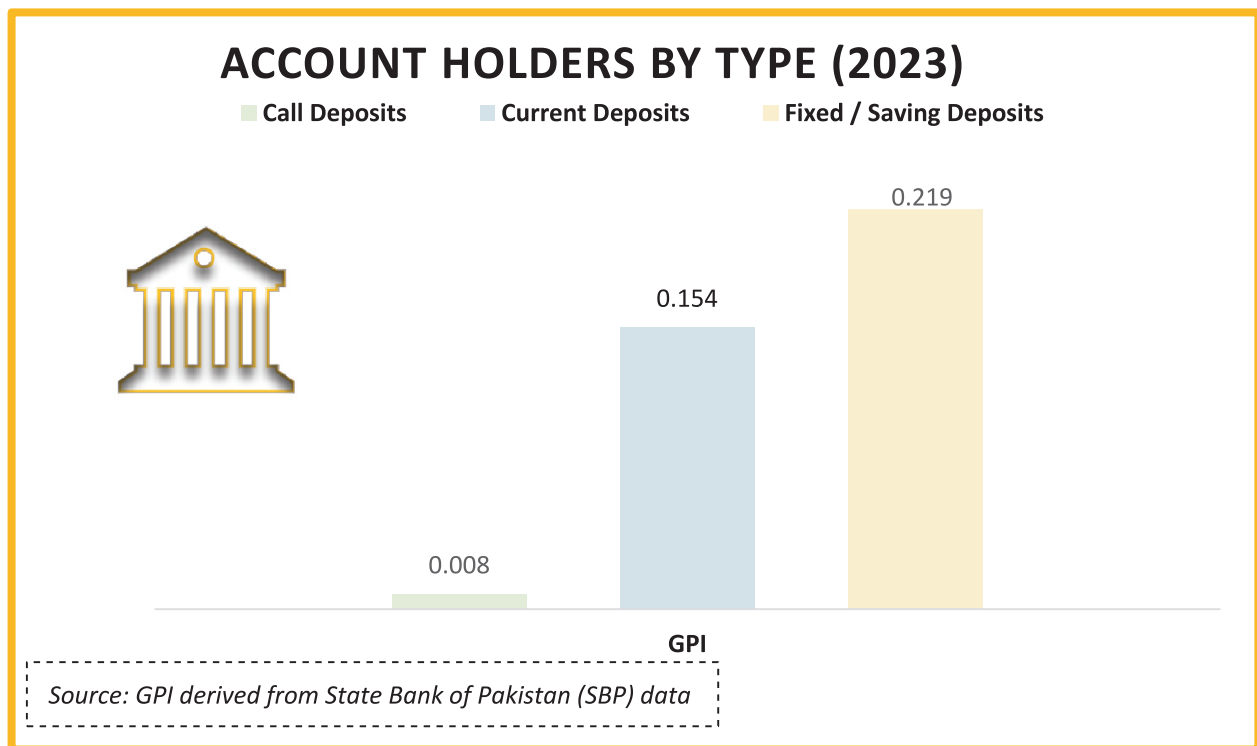 ACCOUNT HOLDERS BY TYPE (2023)
Call Deposits Current Deposits Fixed / Saving Deposits
0.219
0.154
0.008
GPI
Source: GPI derived from State Bank of Pakistan (SBP) data